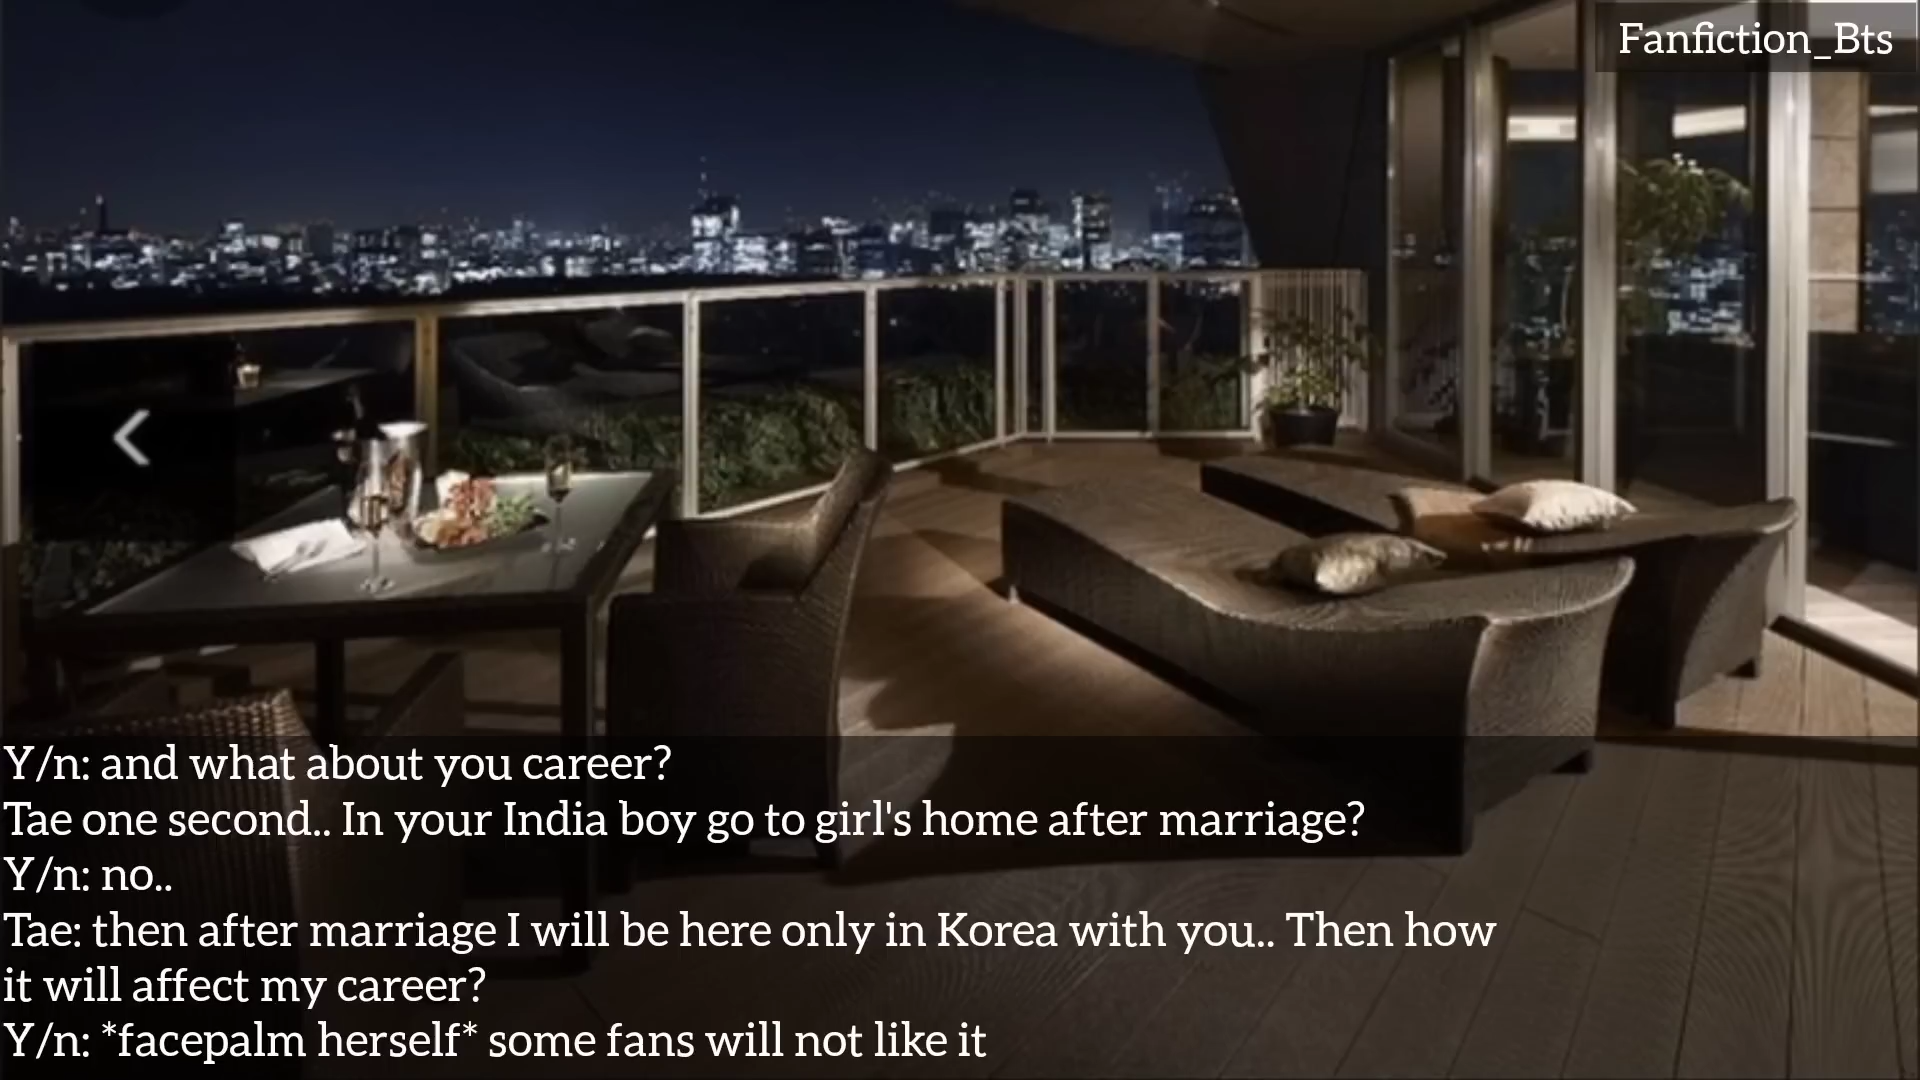 Fanfiction_Bts
Y/n: and what about you career?
Tae one second.. In your India boy go to girl's home after marriage?
Y/n: no..
Tae: then after marriage I will be here only in Korea with you.. Then how
it will affect my career?
Y/n: *facepalm herself* some fans will not like it